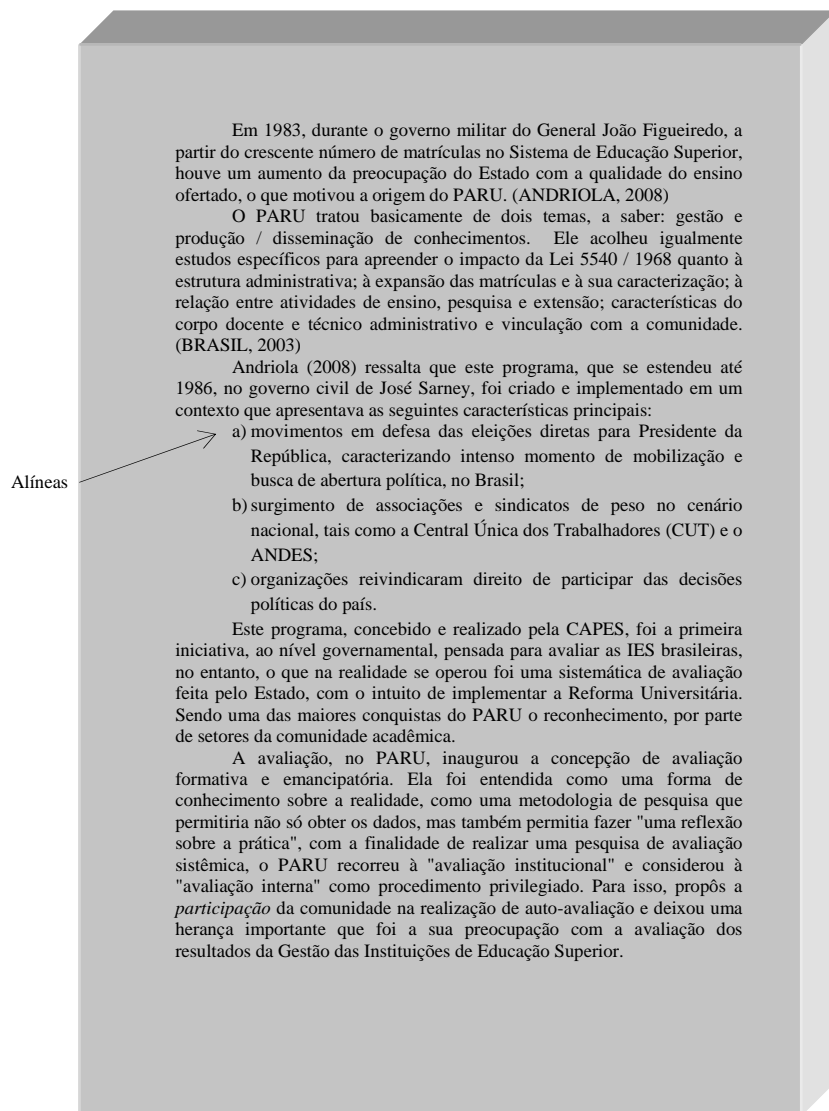 Em 1983, durante o governo militar do General João Figueiredo, a
partir do crescente número de matrículas no Sistema de Educação Superior,
houve um aumento da preocupação do Estado com a qualidade do ensino
ofertado, o que motivou a origem do PARU. (ANDRIOLA, 2008)
O PARU tratou basicamente de dois temas, a saber: gestão e
produção / disseminação de conhecimentos. Ele acolheu igualmente
estudos específicos para apreender o impacto da Lei 5540 / 1968 quanto à
estrutura administrativa; à expansão das matrículas e à sua caracterização; à
relação entre atividades de ensino, pesquisa e extensão; características do
corpo docente e técnico administrativo e vinculação com a comunidade.
(BRASIL, 2003)
Andriola (2008) ressalta que este programa, que se estendeu até
1986, no governo civil de José Sarney, foi criado e implementado em um
contexto que apresentava as seguintes características principais:
a) movimentos em defesa das eleições diretas para Presidente da
República, caracterizando intenso momento de mobilização e
busca de abertura política, no Brasil;
Alíneas
b) surgimento de associações e sindicatos de peso no cenário
nacional, tais como a Central Única dos Trabalhadores (CUT) e o
ANDES;
c) organizações reivindicaram direito de participar das decisões
políticas do país.
Este programa, concebido e realizado pela CAPES, foi a primeira
iniciativa, ao nível governamental, pensada para avaliar as IES brasileiras,
no entanto, o que na realidade se operou foi uma sistemática de avaliação
feita pelo Estado, com o intuito de implementar a Reforma Universitária.
Sendo uma das maiores conquistas do PARU o reconhecimento, por parte
de setores da comunidade acadêmica.
A avaliação, no PARU, inaugurou a concepção de avaliação
formativa e emancipatória. Ela foi entendida como uma forma de
conhecimento sobre a realidade, como uma metodologia de pesquisa que
permitiria não só obter os dados, mas também permitia fazer "uma reflexão
sobre a prática", com a finalidade de realizar uma pesquisa de avaliação
sistêmica, o PARU recorreu à "avaliação institucional" e considerou à
"avaliação interna" como procedimento privilegiado. Para isso, propôs a
participação da comunidade na realização de auto-avaliação e deixou uma
herança importante que foi a sua preocupação com a avaliação dos
resultados da Gestão das Instituições de Educação Superior.